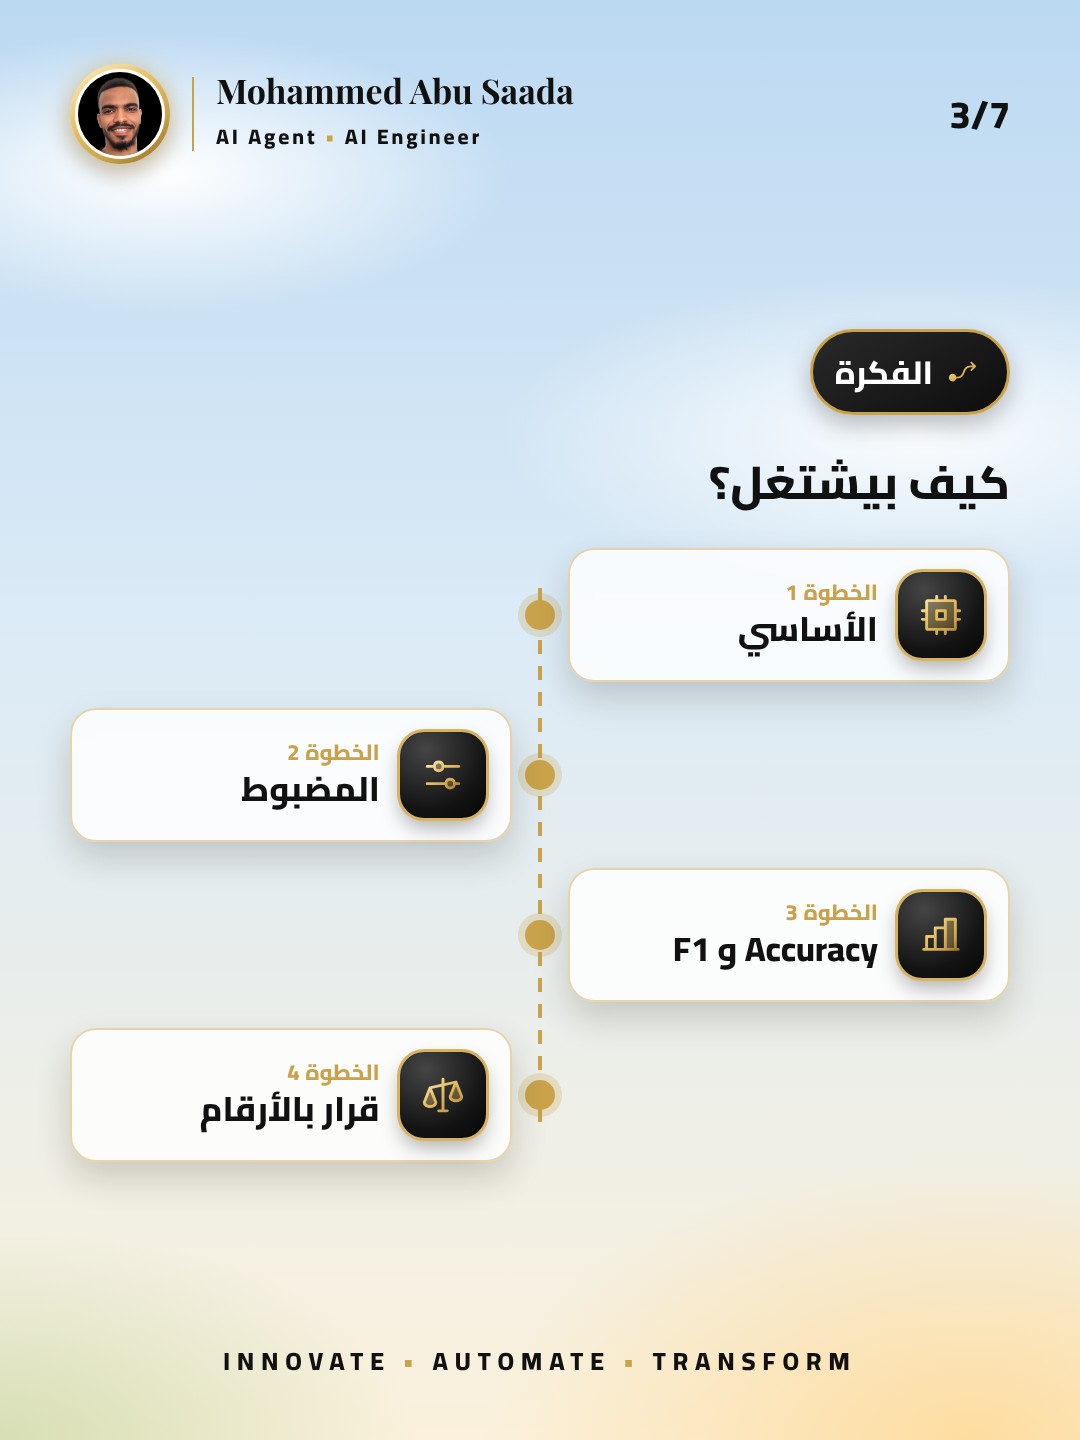 Mohammed Abu Saada
AI Agent ▪ AI Engineer
3/7
الفكرة
كيف بيشتغل؟
الخطوة 1
الأساسي
الخطوة 2
المضبوط
الخطوة 3
Accuracy و F1
الخطوة 4
قرار بالأرقام
INNOVATE ▪ AUTOMATE ▪ TRANSFORM